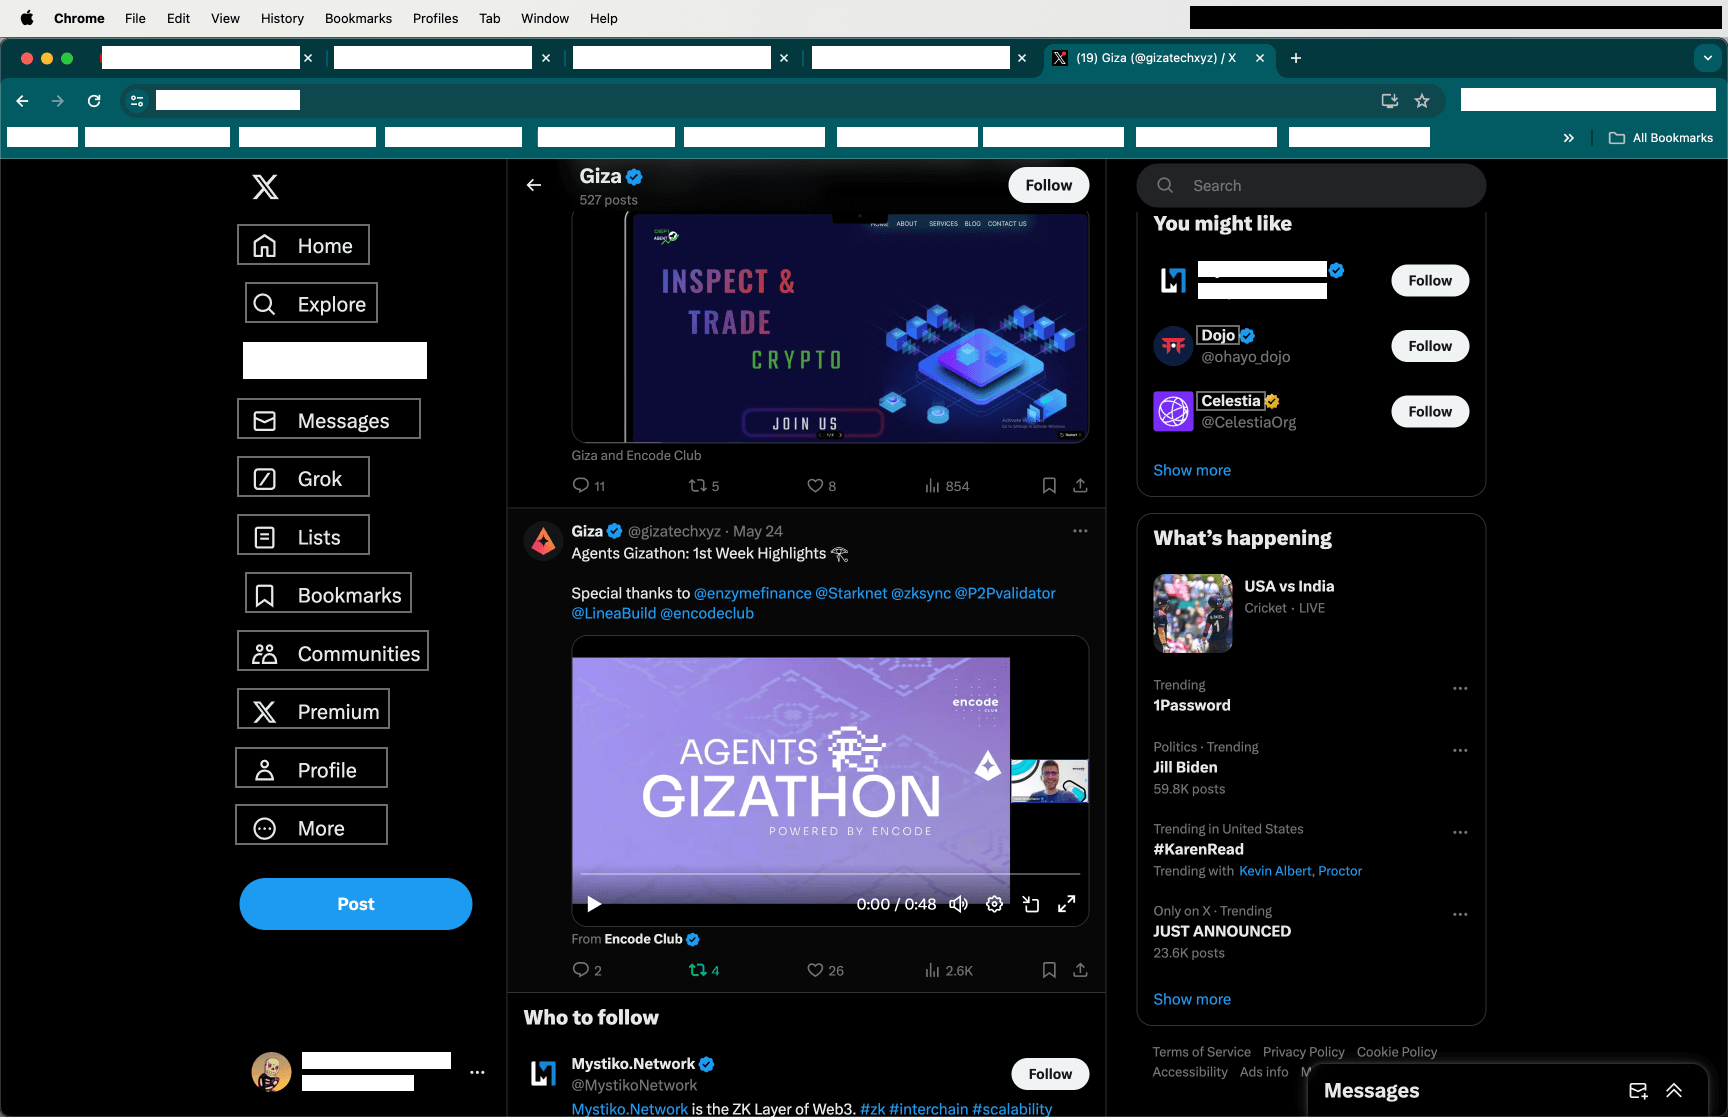 Chrome File Edit View History Bookmarks Profiles Tab Window Help
(19) Giza (@gizatechxyz) / X
All Bookmarks
Home
Explore
Messages
Grok
Lists
Bookmarks
Communities
Premium
Profile
More
Post
Giza
527 posts
Follow
HOME ABOUT SERVICES BLOG CONTACT US
DEFI
AGENT
INSPECT &
TRADE
CRYPTO
JOIN US
Giza and Encode Club
11 5 8 854
Giza @gizatechxyz · May 24
Agents Gizathon: 1st Week Highlights
Special thanks to @enzymefinance @Starknet @zksync @P2Pvalidator
@LineaBuild @encodeclub
encode
CLUB
AGENTS
GIZATHON
POWERED BY ENCODE
0:00 / 0:48
From Encode Club
2 4 26 2.6K
Who to follow
Mystiko.Network
@MystikoNetwork
Follow
Mystiko.Network is the ZK Layer of Web3. #zk #interchain #scalability
Search
You might like
Follow
Dojo
@ohayo_dojo
Follow
Celestia
@CelestiaOrg
Follow
Show more
What's happening
USA vs India
Cricket · LIVE
Trending
1Password
Politics · Trending
Jill Biden
59.8K posts
Trending in United States
#KarenRead
Trending with Kevin Albert, Proctor
Only on X · Trending
JUST ANNOUNCED
23.6K posts
Show more
Terms of Service Privacy Policy Cookie Policy
Accessibility Ads info M
Messages